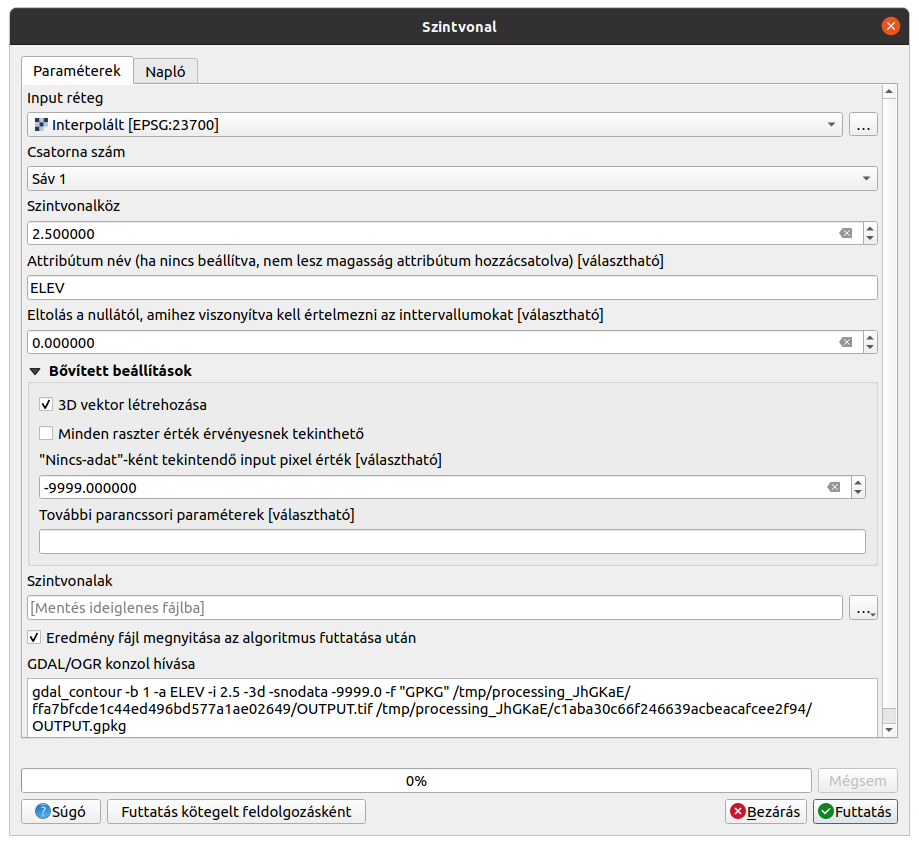 Szintvonal
Paraméterek
Napló
Input réteg
Interpolált [EPSG:23700]
...
Csatorna szám
Sáv 1
Szintvonalköz
2.500000
Attribútum név (ha nincs beállítva, nem lesz magasság attribútum hozzácsatolva) [választható]
ELEV
Eltolás a nullától, amihez viszonyítva kell értelmezni az inttervallumokat [választható]
0.000000
Bővített beállítások
3D vektor létrehozása
Minden raszter érték érvényesnek tekinthető
"Nincs-adat"-ként tekintendő input pixel érték [választható]
-9999.000000
További parancssori paraméterek [választható]
Szintvonalak
[Mentés ideiglenes fájlba]
...
Eredmény fájl megnyitása az algoritmus futtatása után
GDAL/OGR konzol hívása
gdal_contour -b 1 -a ELEV -i 2.5 -3d -snodata -9999.0 -f "GPKG" /tmp/processing_JhGKaE/
ffa7bfcde1c44ed496bd577a1ae02649/OUTPUT.tif /tmp/processing_JhGKaE/c1aba30c66f246639acbeacafcee2f94/
OUTPUT.gpkg
0%
Mégsem
Súgó
Futtatás kötegelt feldolgozásként
Bezárás
Futtatás